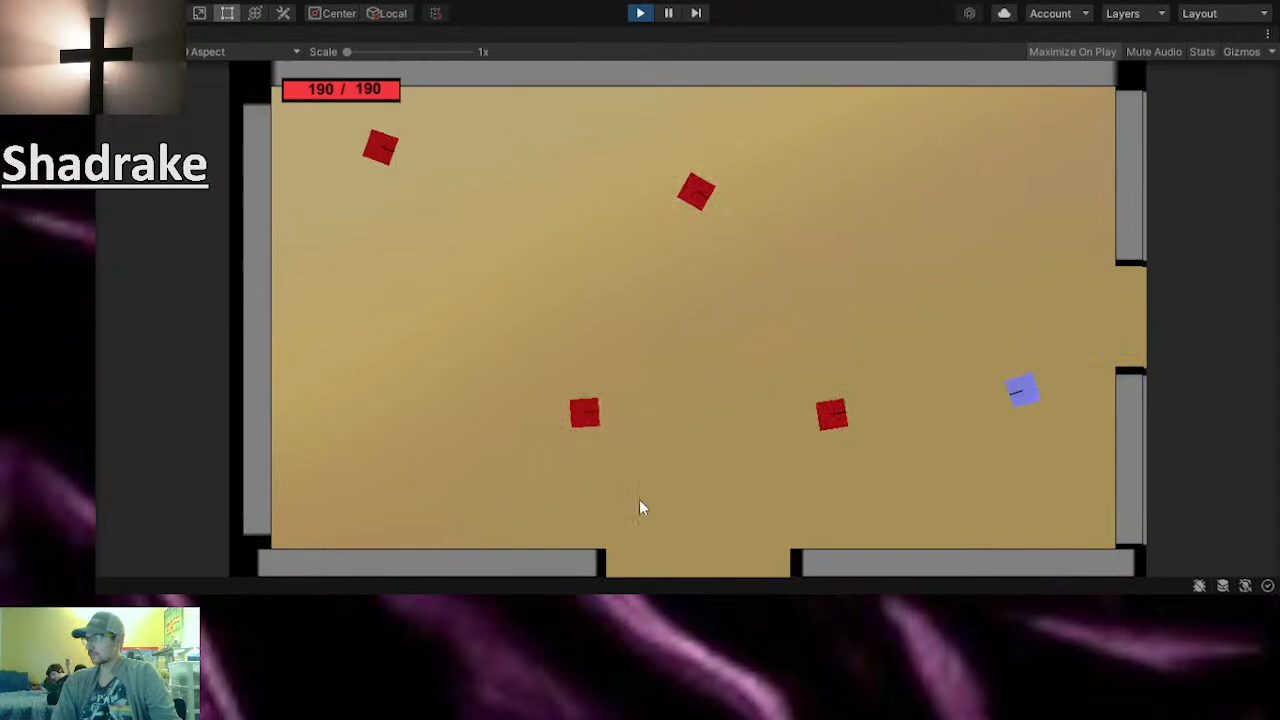 Center
Local
Account
Layers
Layout
Aspect
Scale
1x
Maximize On Play
Mute Audio
Stats
Gizmos
190 / 190
Shadrake